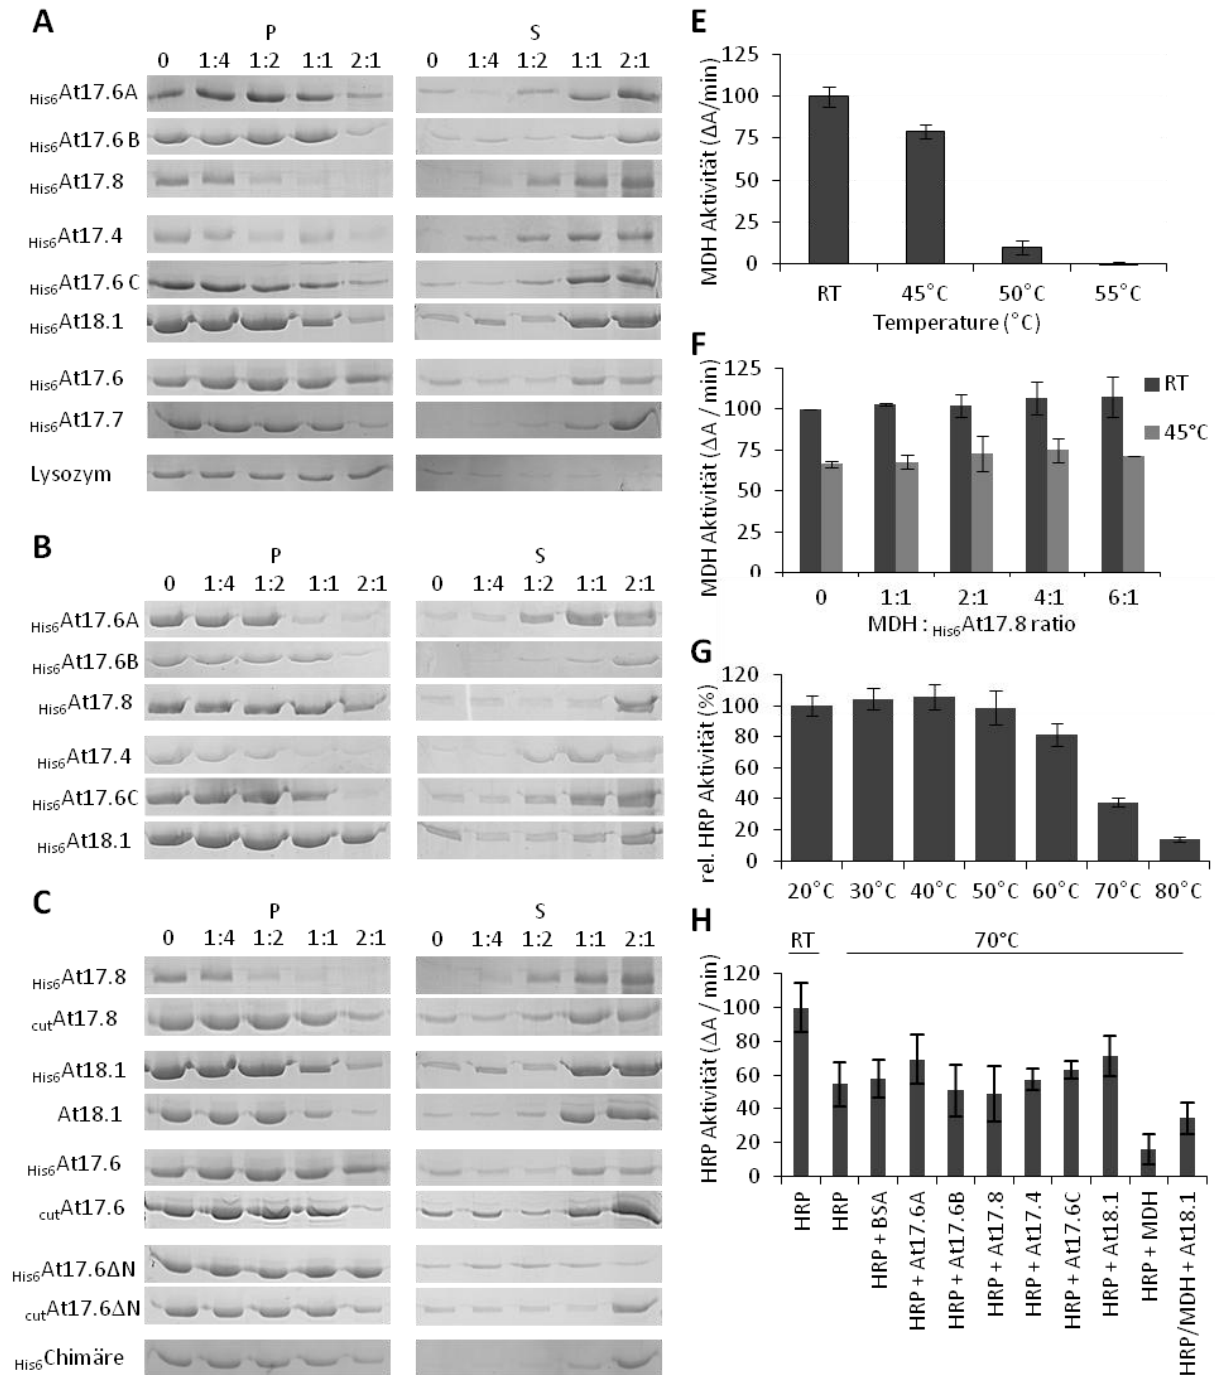 A
P
S
0 1:4 1:2 1:1 2:1
0 1:4 1:2 1:1 2:1
His6At17.6A
His6At17.6 B
His6At17.8
His6At17.4
His6At17.6 C
His6At18.1
His6At17.6
His6At17.7
Lysozym
B
P
S
0 1:4 1:2 1:1 2:1
0 1:4 1:2 1:1 2:1
His6At17.6A
His6At17.6B
His6At17.8
His6At17.4
His6At17.6C
His6At18.1
C
P
S
0 1:4 1:2 1:1 2:1
0 1:4 1:2 1:1 2:1
His6At17.8
cutAt17.8
His6At18.1
At18.1
His6At17.6
cutAt17.6
His6At17.6ΔN
cutAt17.6ΔN
His6Chimäre
E
MDH Aktivität (ΔA/min)
125
100
75
50
25
0
RT 45°C 50°C 55°C
Temperature (°C)
F
MDH Aktivität (ΔA / min)
125
100
75
50
25
0
RT
45°C
0 1:1 2:1 4:1 6:1
MDH : His6At17.8 ratio
G
rel. HRP Aktivität (%)
120
100
80
60
40
20
0
20°C 30°C 40°C 50°C 60°C 70°C 80°C
H
RT
70°C
HRP Aktivität (ΔA / min)
120
100
80
60
40
20
0
HRP
HRP
HRP + BSA
HRP + At17.6A
HRP + At17.6B
HRP + At17.8
HRP + At17.4
HRP + At17.6C
HRP + At18.1
HRP + MDH
HRP/MDH + At18.1